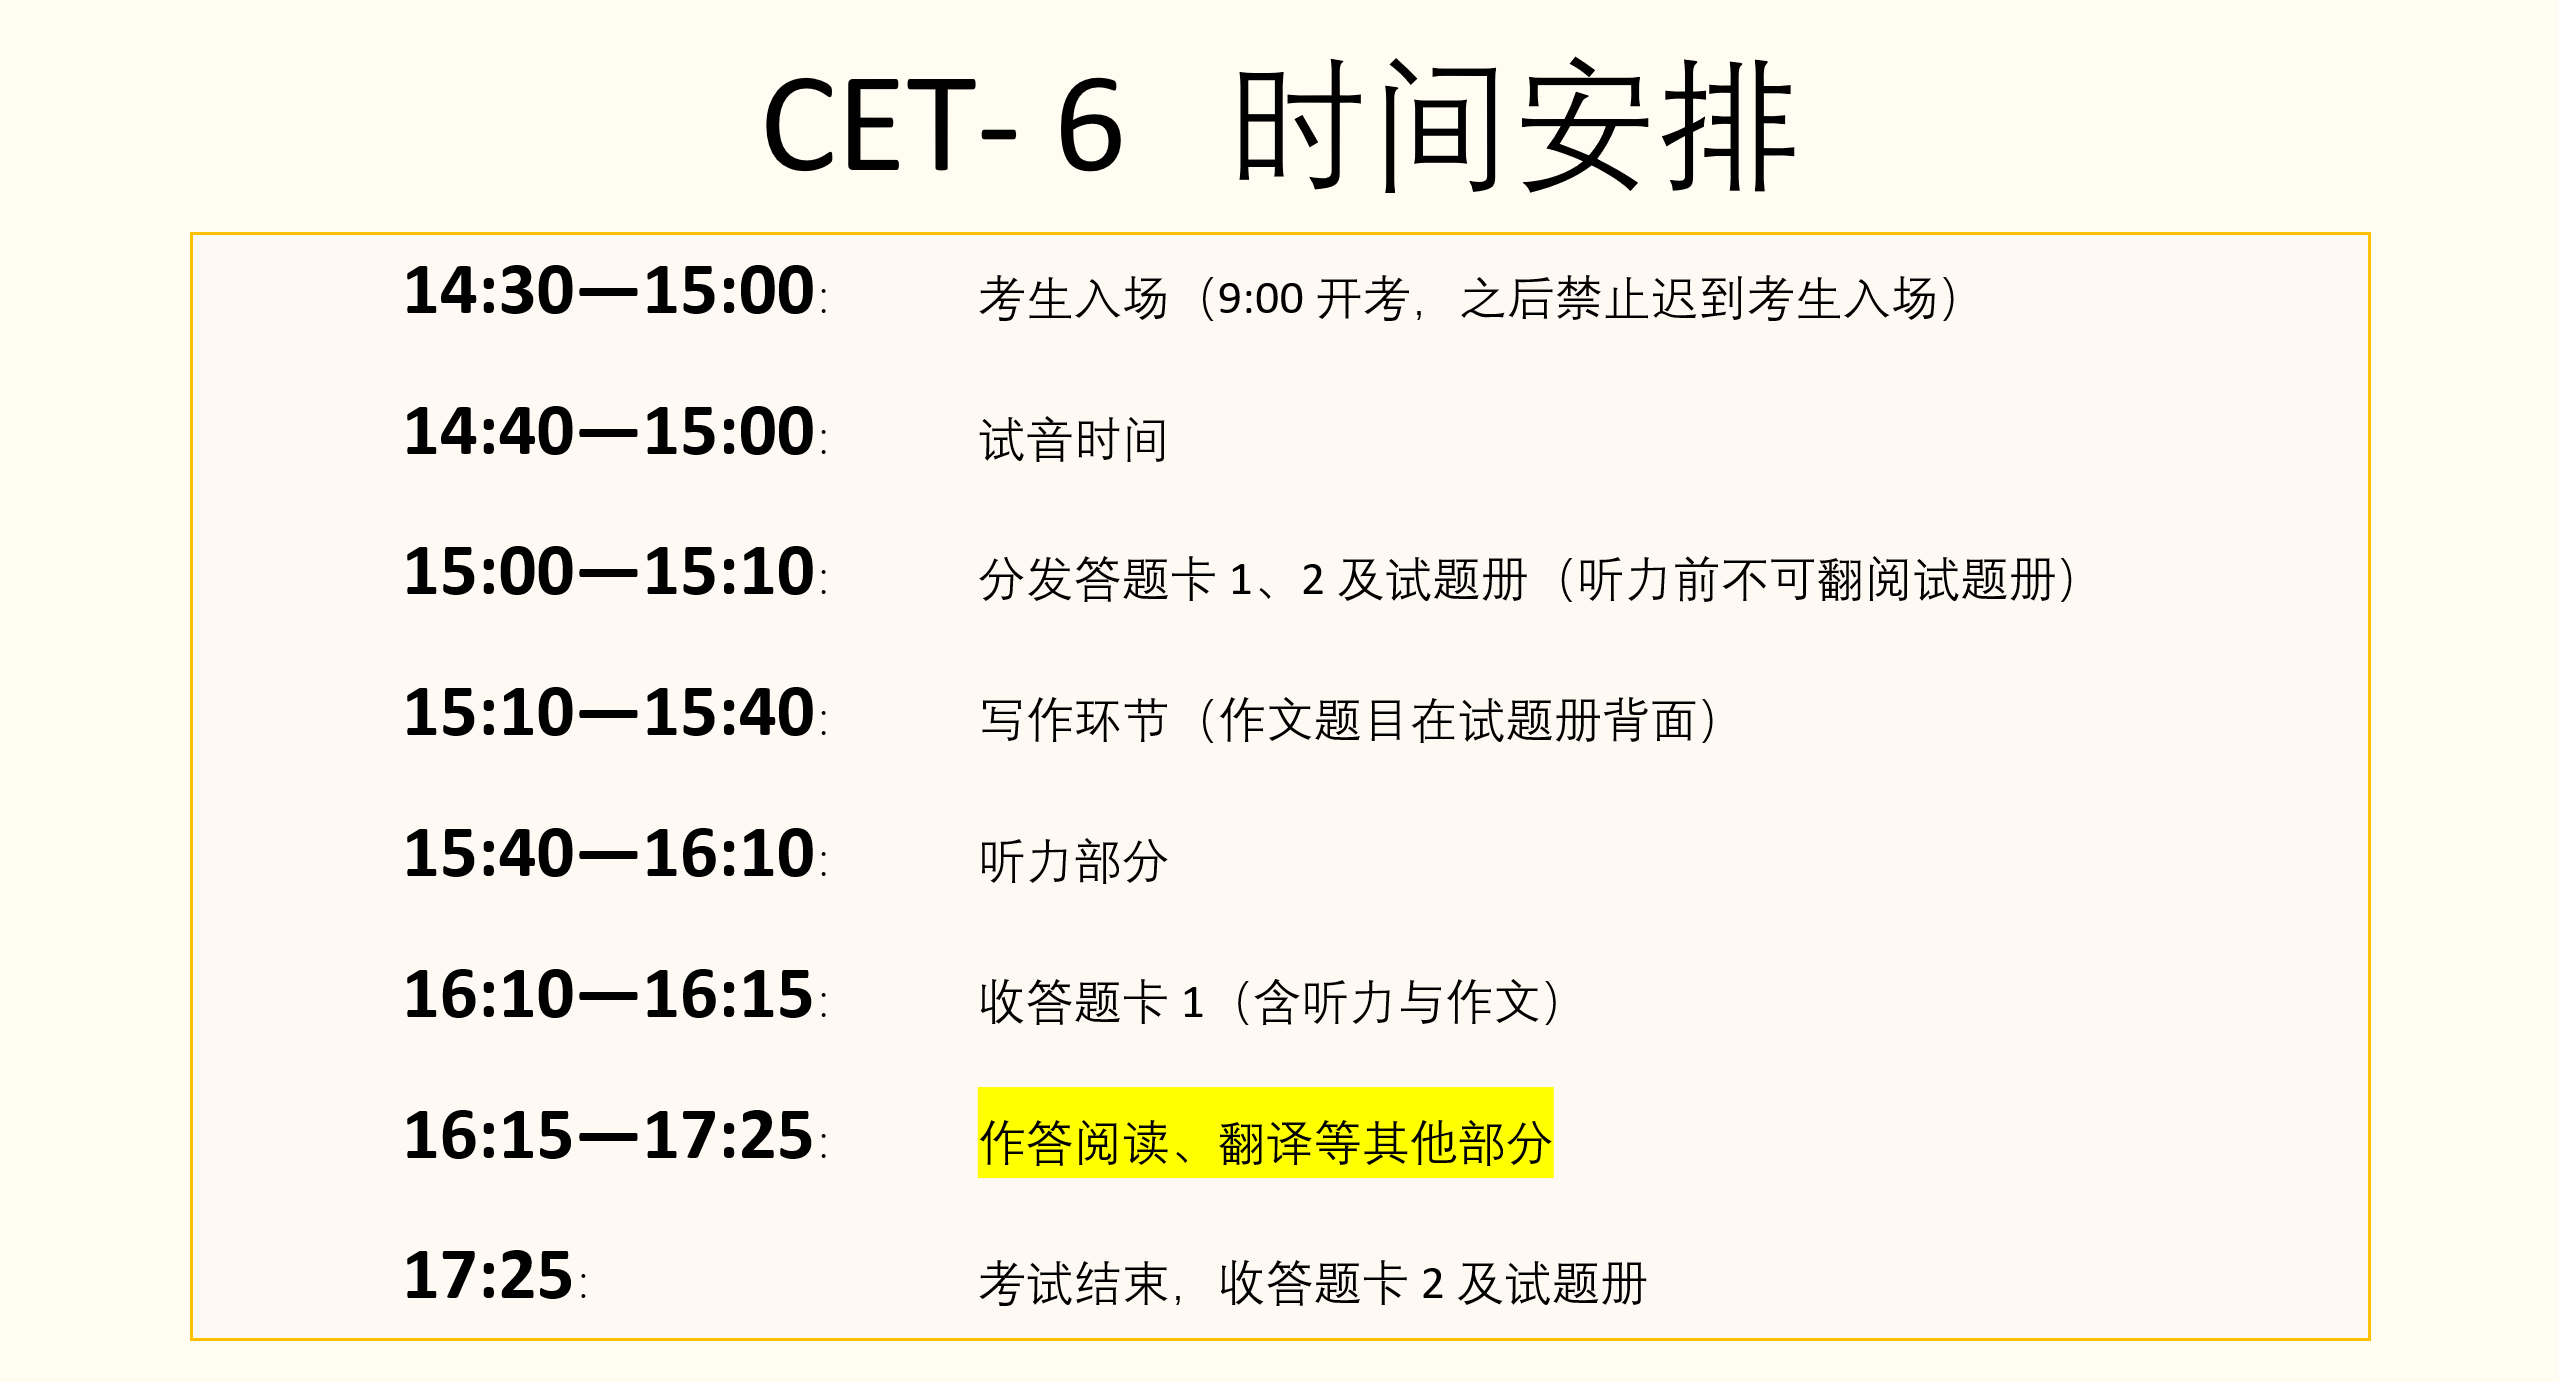 CET- 6 时间安排
14:30—15:00: 考生入场（9:00 开考，之后禁止迟到考生入场）
14:40—15:00: 试音时间
15:00—15:10: 分发答题卡 1、2 及试题册（听力前不可翻阅试题册）
15:10—15:40: 写作环节（作文题目在试题册背面）
15:40—16:10: 听力部分
16:10—16:15: 收答题卡 1（含听力与作文）
16:15—17:25: 作答阅读、翻译等其他部分
17:25: 考试结束，收答题卡 2 及试题册